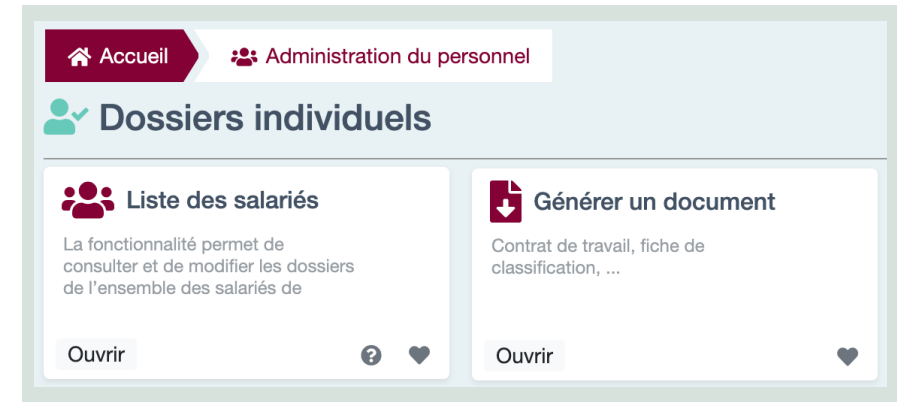 Accueil
Administration du personnel
Dossiers individuels
Liste des salariés
La fonctionnalité permet de
consulter et de modifier les dossiers
de l'ensemble des salariés de
Ouvrir
Générer un document
Contrat de travail, fiche de
classification, ...
Ouvrir